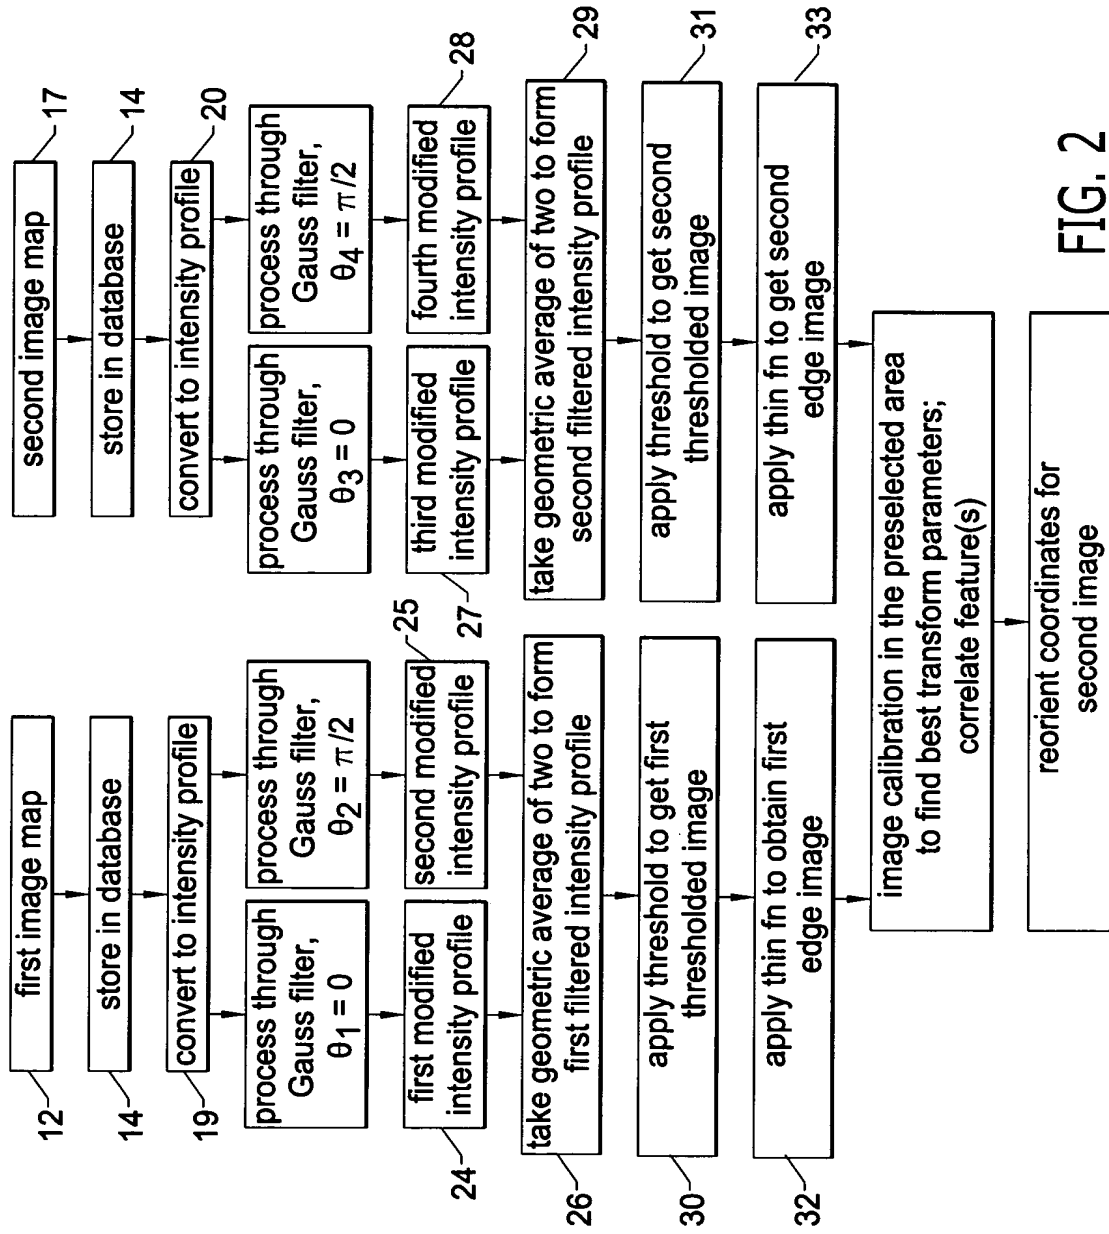 12
first image map
14
store in database
19
convert to intensity profile
process through
Gauss filter,
θ1 = 0
process through
Gauss filter,
θ2 = π/2
24
first modified
intensity profile
25
second modified
intensity profile
26
take geometric average of two to form
first filtered intensity profile
30
apply threshold to get first
thresholded image
32
apply thin fn to obtain first
edge image
second image map
17
store in database
14
convert to intensity profile
20
process through
Gauss filter,
θ3 = 0
process through
Gauss filter,
θ4 = π/2
27
third modified
intensity profile
28
fourth modified
intensity profile
29
take geometric average of two to form
second filtered intensity profile
31
apply threshold to get second
thresholded image
33
apply thin fn to get second
edge image
image calibration in the preselected area
to find best transform parameters;
correlate feature(s)
reorient coordinates for
second image
FIG. 2